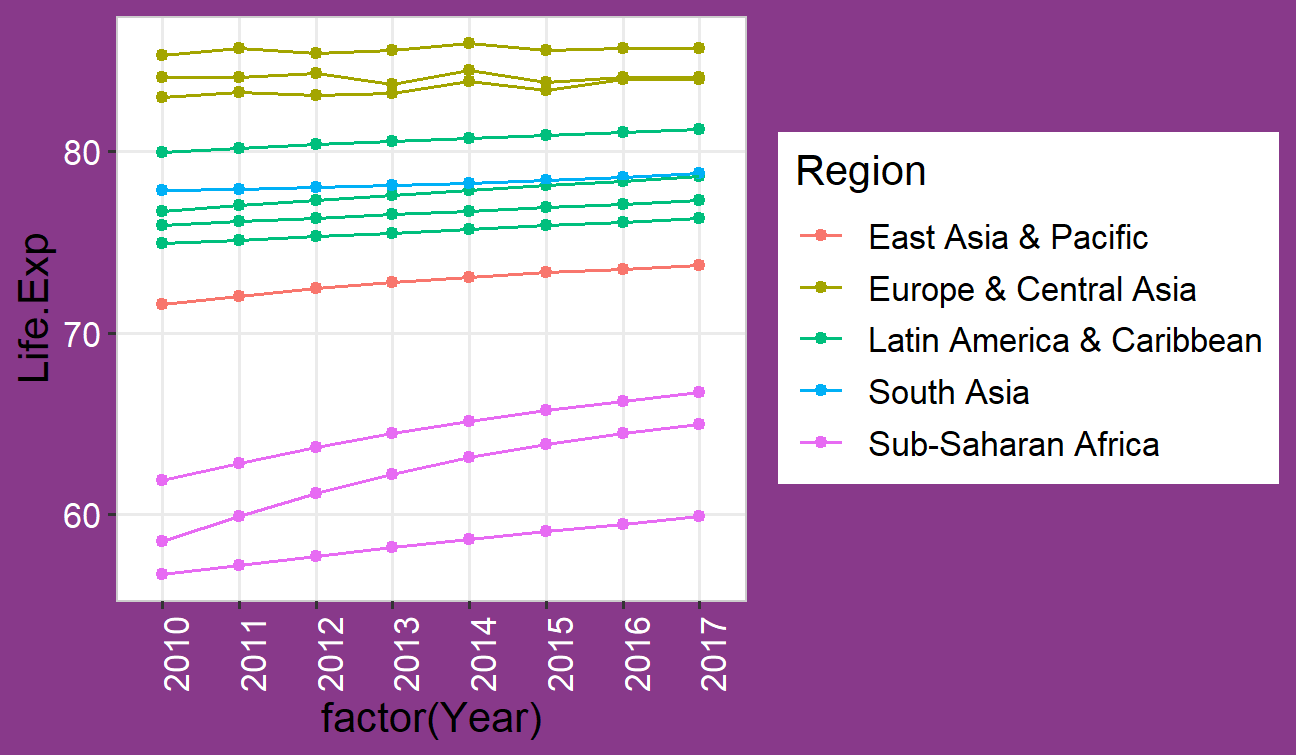 Life.Exp
80
70
60
2010
2011
2012
2013
2014
2015
2016
2017
factor(Year)
Region
East Asia & Pacific
Europe & Central Asia
Latin America & Caribbean
South Asia
Sub-Saharan Africa